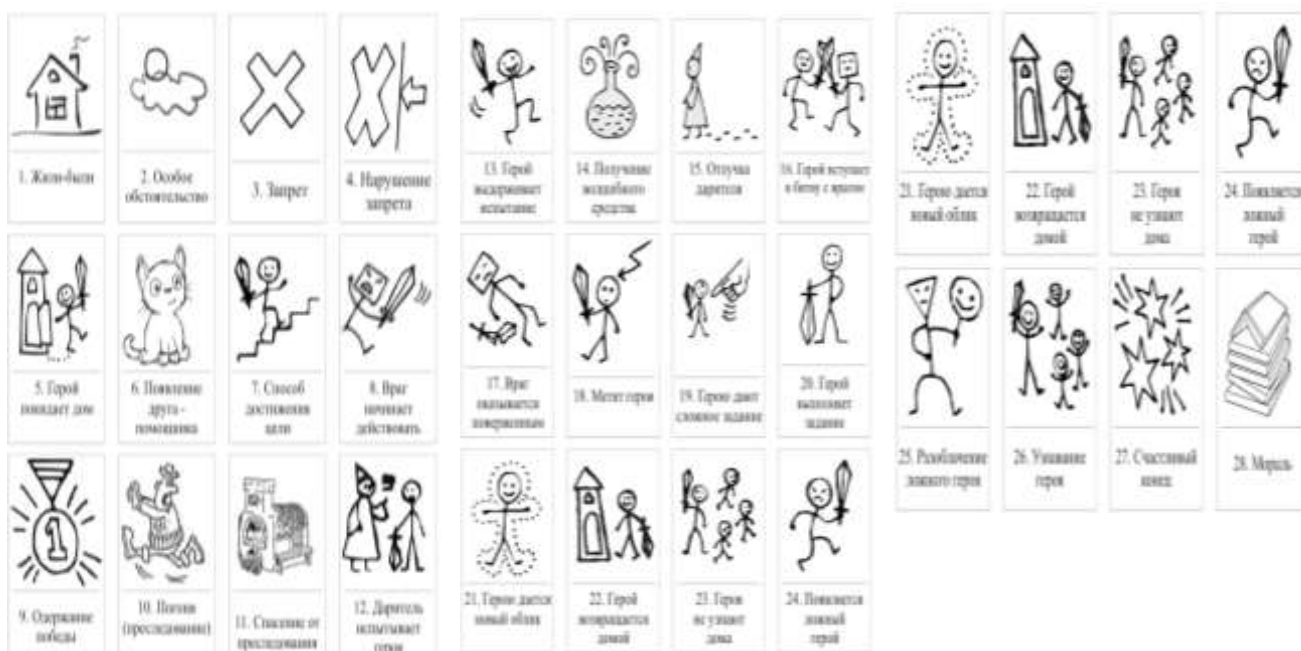 1. Жили-были
2. Особое
обстоятельство
3. Запрет
4. Нарушение
запрета
5. Герой
покидает дом
6. Появление
друга -
помощника
7. Способ
достижения
цели
8. Враг
начинает
действовать
9. Одержание
победы
10. Погоня
(преследование)
11. Спасение от
преследования
12. Даритель
испытывает
героя
13. Герой
выдерживает
испытание
14. Получение
волшебного
средства
15. Отлучка
дарителя
16. Герой вступает
в битву с врагом
17. Враг
оказывается
поверженным
18. Метят героя
19. Герою дают
сложное задание
20. Герой
выполняет
задание
21. Герою дается
новый облик
22. Герой
возвращается
домой
23. Героя
не узнают
дома
24. Появляется
ложный
герой
21. Герою дается
новый облик
22. Герой
возвращается
домой
23. Героя
не узнают
дома
24. Появляется
ложный
герой
25. Разоблачение
ложного героя
26. Узнавание
героя
27. Счастливый
конец
28. Мораль